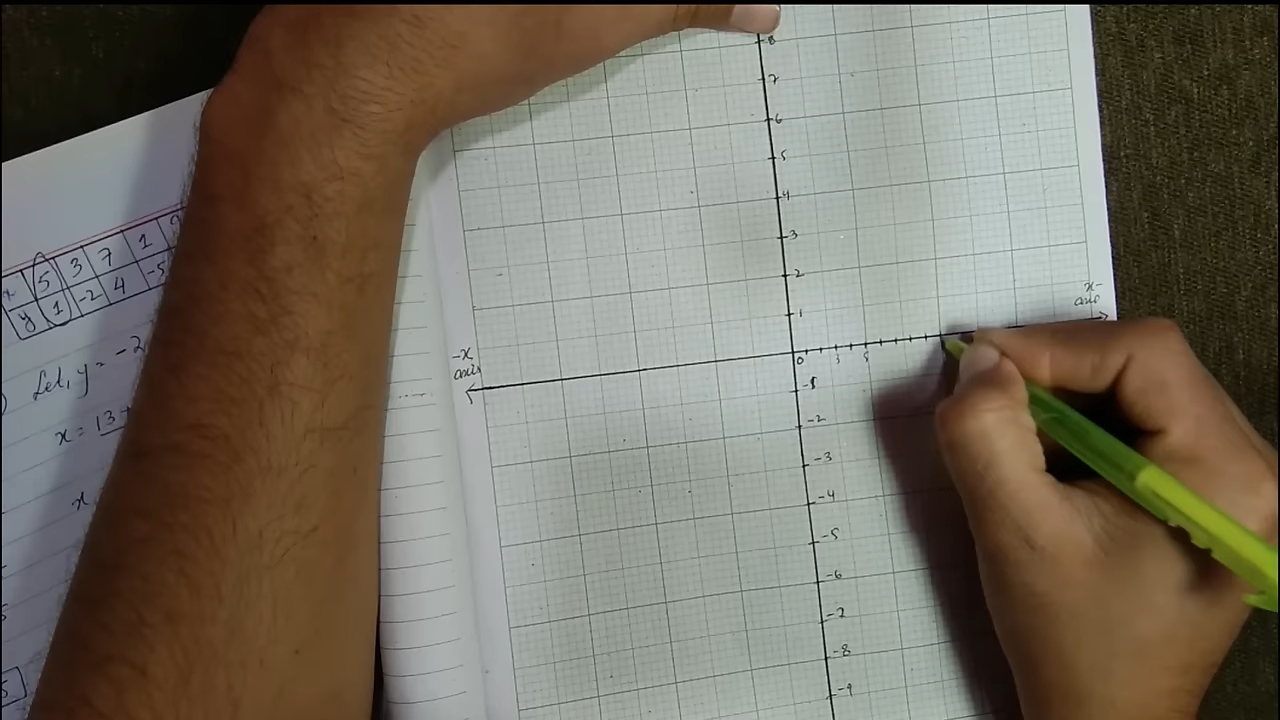 x 5 3 7 1
y 1 -2 4 -5
Let, y = -2
x = 13+
x
5
8
7
6
5
4
3
2
1
-x
axis
x-
axis
0 3 5
-1
-2
-3
-4
-5
-6
-7
-8
-9